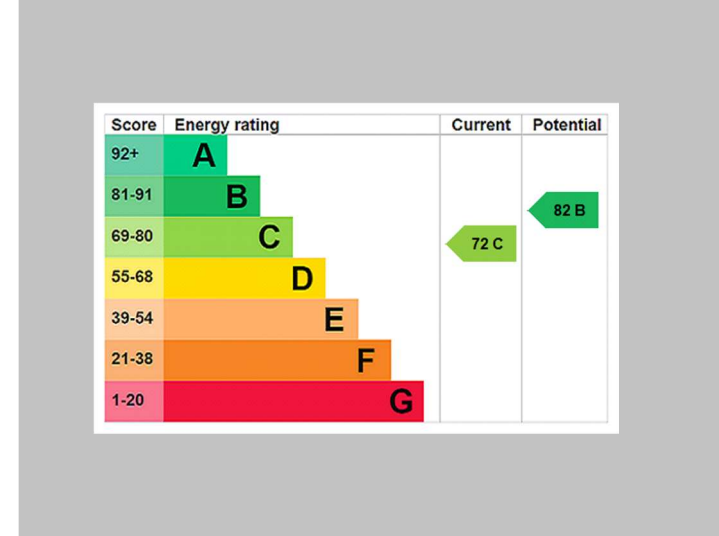 Score Energy rating Current Potential
92+ A
81-91 B
82 B
69-80 C
72 C
55-68 D
39-54 E
21-38 F
1-20 G